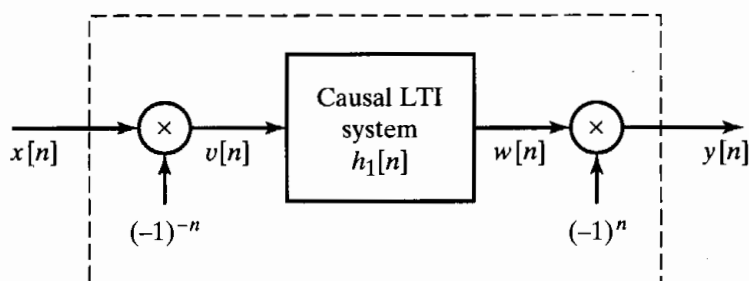 Causal LTI
system
h₁[n]
×
×
x[n]
v[n]
w[n]
y[n]
(–1)⁻ⁿ
(–1)ⁿ